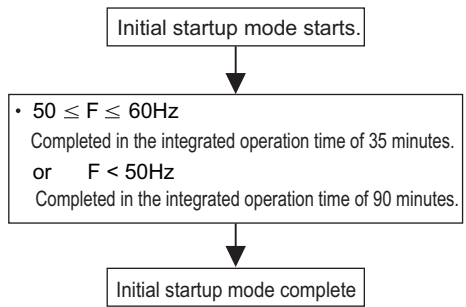 Initial startup mode starts.
• 50 ≤ F ≤ 60Hz
Completed in the integrated operation time of 35 minutes.
or F < 50Hz
Completed in the integrated operation time of 90 minutes.
Initial startup mode complete